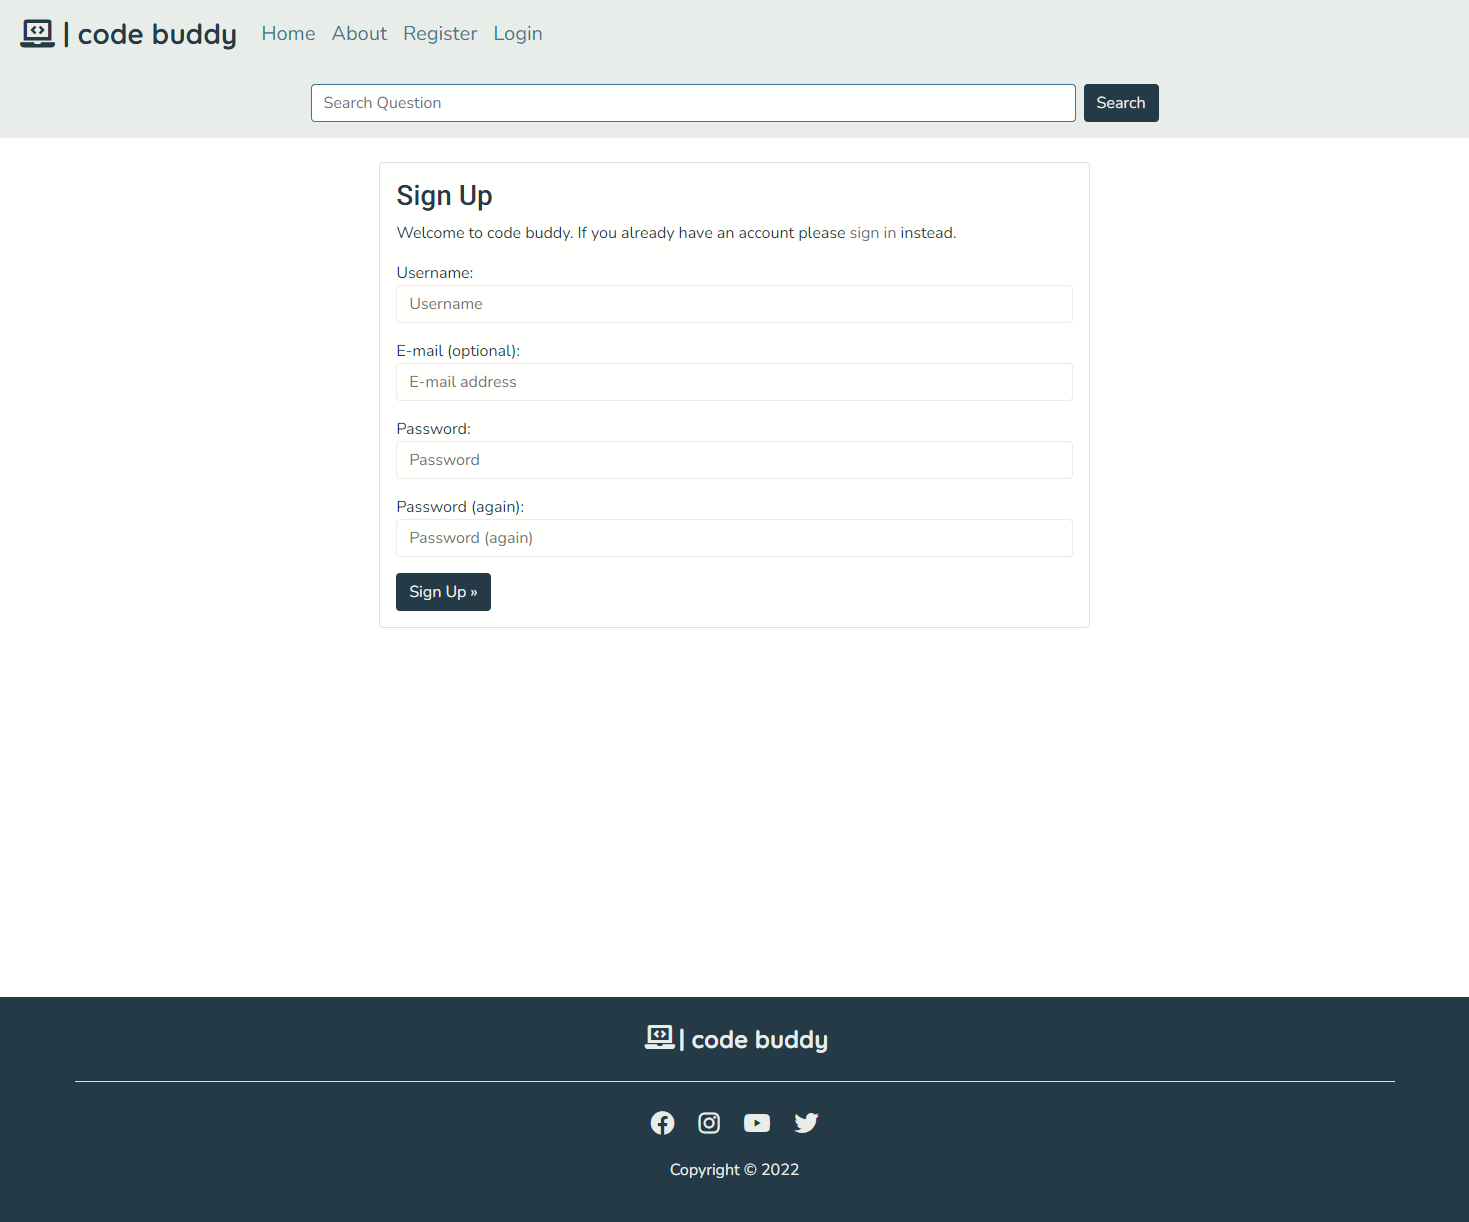 | code buddy Home About Register Login
Search Question Search
Sign Up
Welcome to code buddy. If you already have an account please sign in instead.
Username:
Username
E-mail (optional):
E-mail address
Password:
Password
Password (again):
Password (again)
Sign Up »
| code buddy
Copyright © 2022